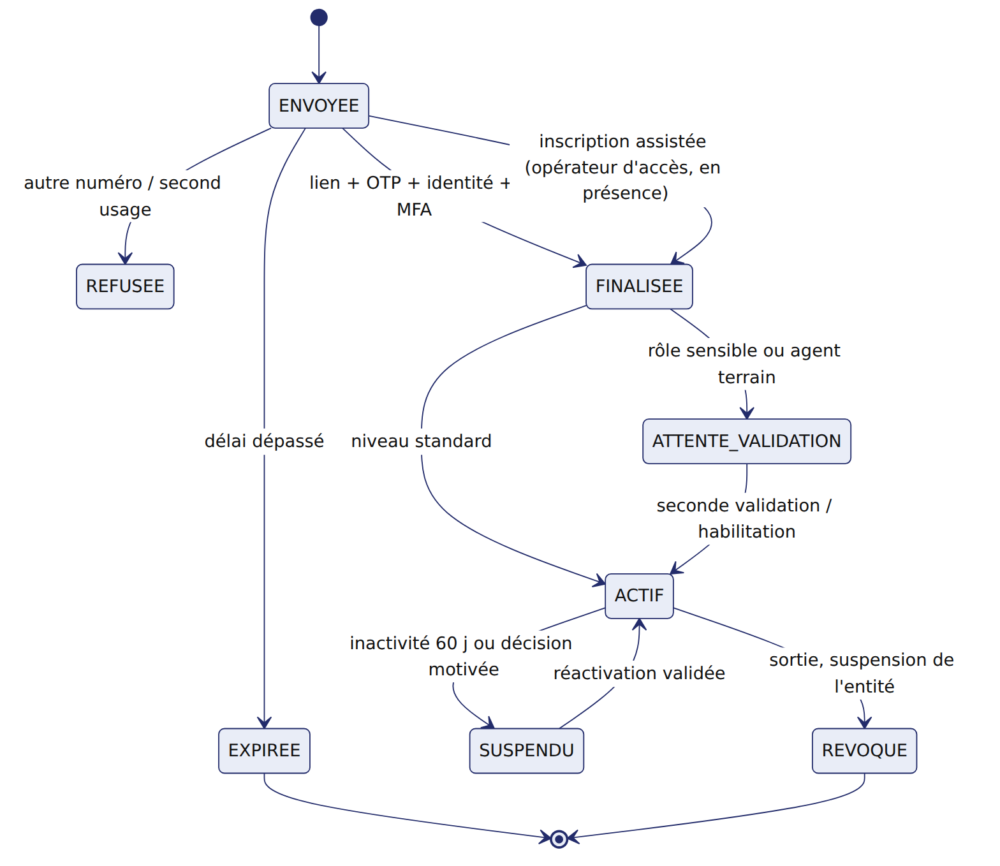 ENVOYEE
inscription assistée
(opérateur d'accès, en
présence)
autre numéro / second
usage
lien + OTP + identité +
MFA
REFUSEE
FINALISEE
rôle sensible ou agent
terrain
délai dépassé
niveau standard
ATTENTE_VALIDATION
seconde validation /
habilitation
ACTIF
inactivité 60 j ou décision
motivée
réactivation validée
sortie, suspension de
l'entité
EXPIREE
SUSPENDU
REVOQUE